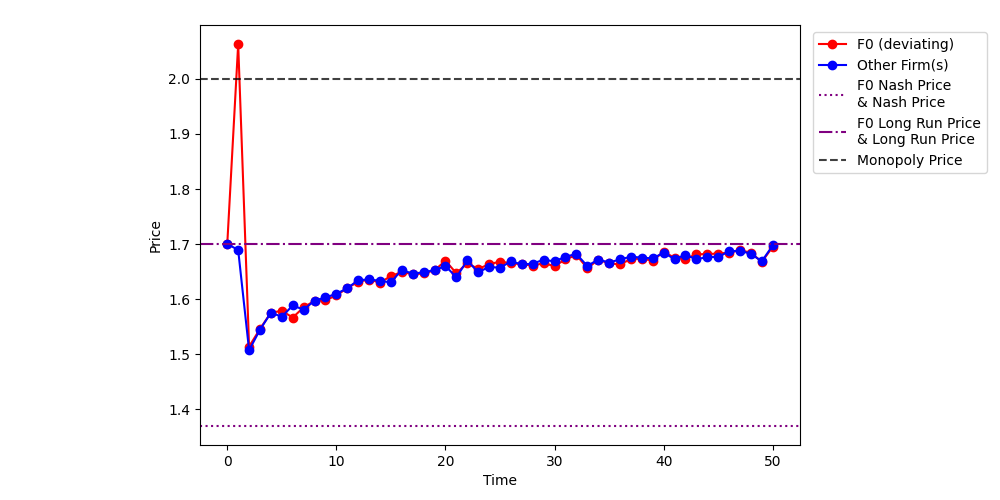 2.0
1.9
1.8
1.7
1.6
1.5
1.4
Price
0 10 20 30 40 50
Time
F0 (deviating)
Other Firm(s)
F0 Nash Price
& Nash Price
F0 Long Run Price
& Long Run Price
Monopoly Price